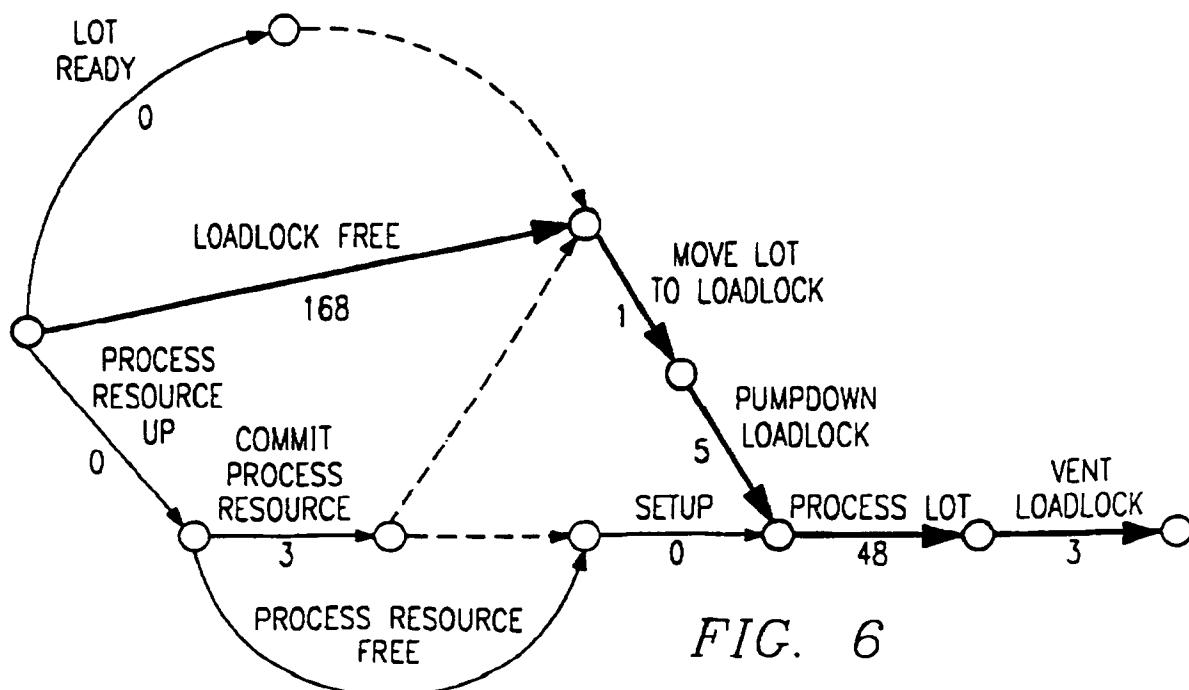 LOT
READY
0
LOADLOCK FREE
168
MOVE LOT
TO LOADLOCK
1
PROCESS
RESOURCE
UP
0
PUMPDOWN
LOADLOCK
5
COMMIT
PROCESS
RESOURCE
3
SETUP
0
PROCESS LOT
48
VENT
LOADLOCK
3
PROCESS RESOURCE
FREE
FIG. 6